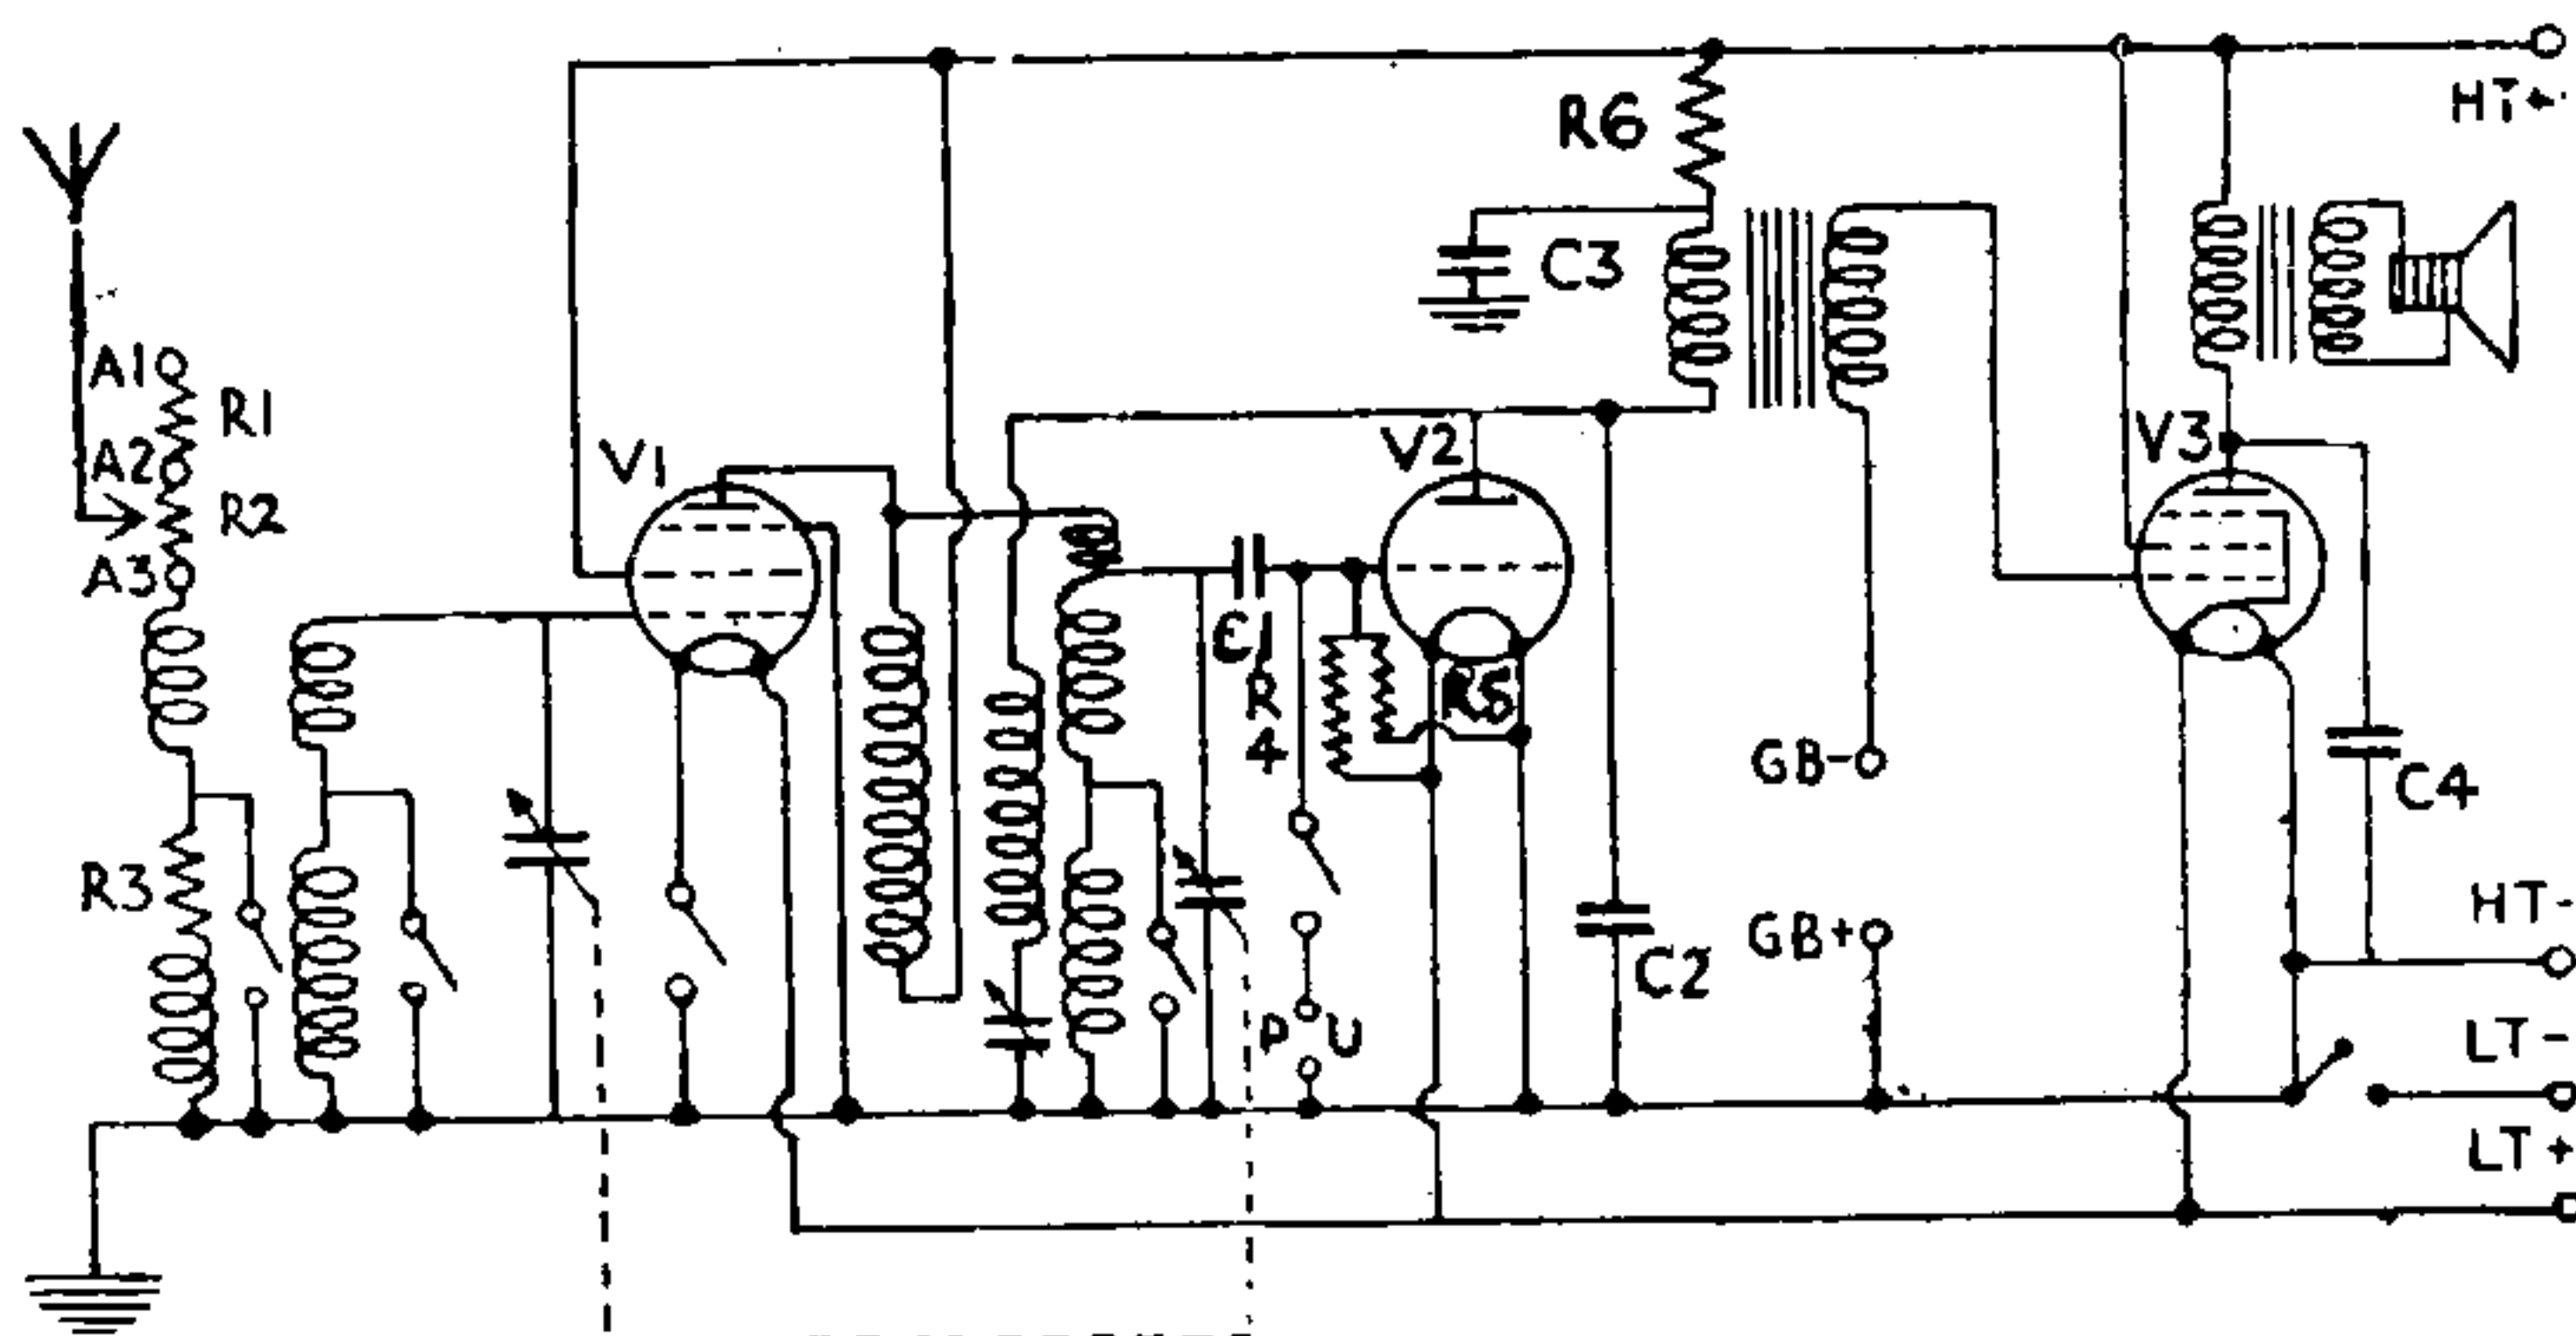 HT+
R6
C3
A1
R1
A2
R2
A3
V1
V2
V3
C1
R
4
R5
GB-
C4
R3
GB+
C2
HT-
P U
LT-
LT+